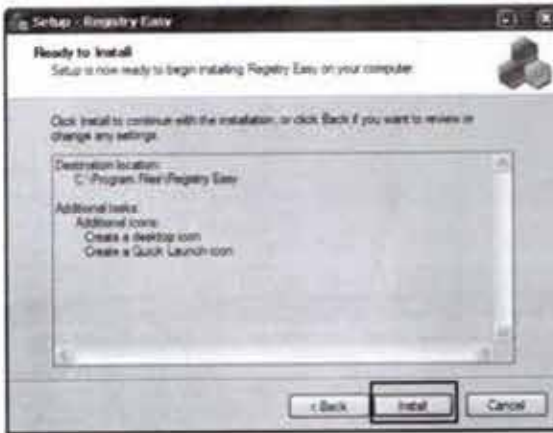 Setup - Registry Easy
Ready to Install
Setup is now ready to begin installing Registry Easy on your computer.
Click Install to continue with the installation, or click Back if you want to review or
change any settings.
Destination location:
C:\Program Files\Registry Easy
Additional tasks:
Additional icons:
Create a desktop icon
Create a Quick Launch icon
< Back
Install
Cancel